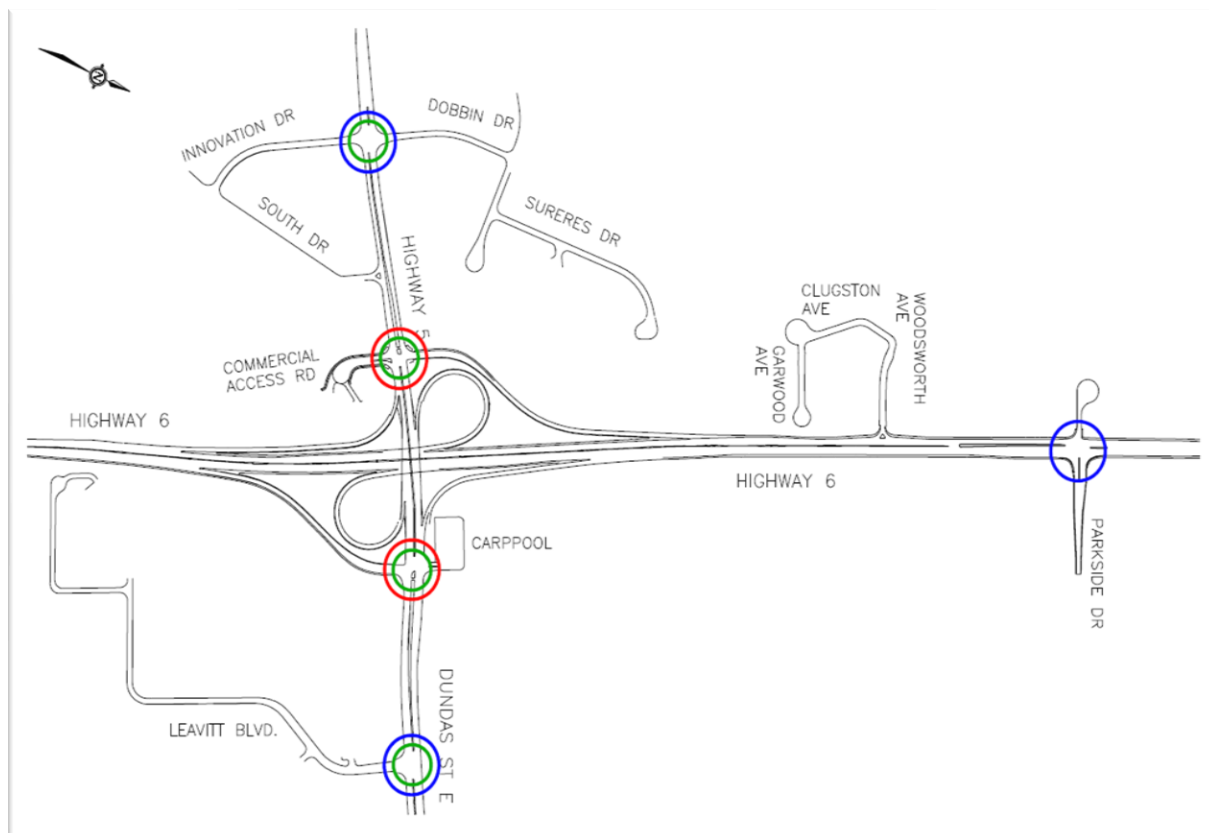 N
INNOVATION DR
DOBBIN DR
SOUTH DR
SURERES DR
HIGHWAY 5
COMMERCIAL
ACCESS RD
CLUGSTON
AVE
WOODSWORTH
AVE
GARWOOD
AVE
HIGHWAY 6
HIGHWAY 6
CARPPOOL
PARKSIDE DR
LEAVITT BLVD.
DUNDAS ST E